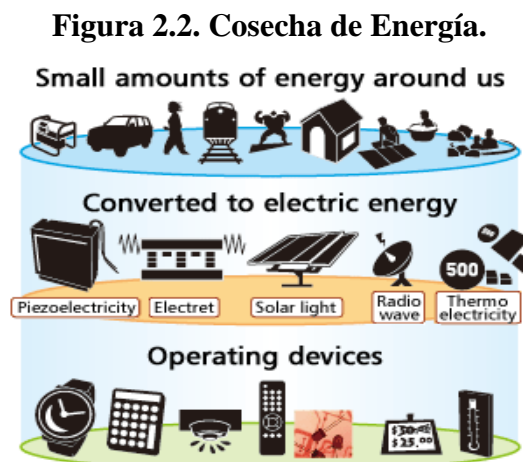 Figura 2.2. Cosecha de Energía.
Small amounts of energy around us
Converted to electric energy
500
Piezoelectricity
Electret
Solar light
Radio
wave
Thermo
electricity
Operating devices
$30.00
$25.00